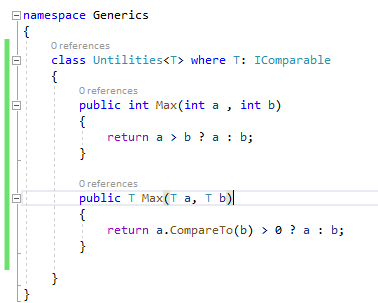 namespace Generics
{
0 references
class Untilities<T> where T: IComparable
{
0 references
public int Max(int a , int b)
{
return a > b ? a : b;
}
0 references
public T Max(T a, T b)
{
return a.CompareTo(b) > 0 ? a : b;
}
}
}